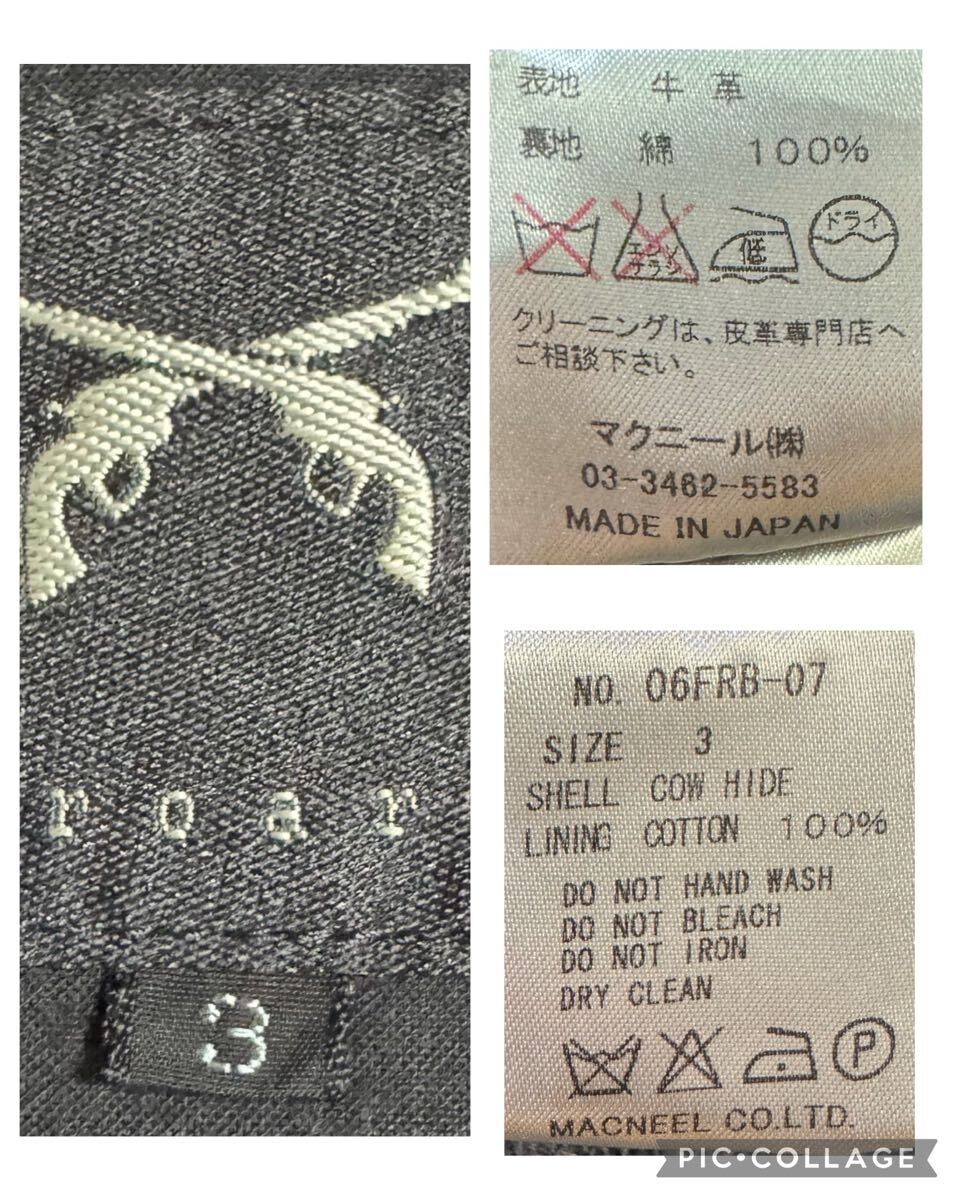 roar
3
表地 牛革
裏地 綿 100%
エンソ
サラシ
低
ドライ
クリーニングは、皮革専門店へ
ご相談下さい。
マクニール㈱
03-3462-5583
MADE IN JAPAN
NO. 06FRB-07
SIZE 3
SHELL COW HIDE
LINING COTTON 100%
DO NOT HAND WASH
DO NOT BLEACH
DO NOT IRON
DRY CLEAN
P
MACNEEL CO.LTD.
PIC•COLLAGE